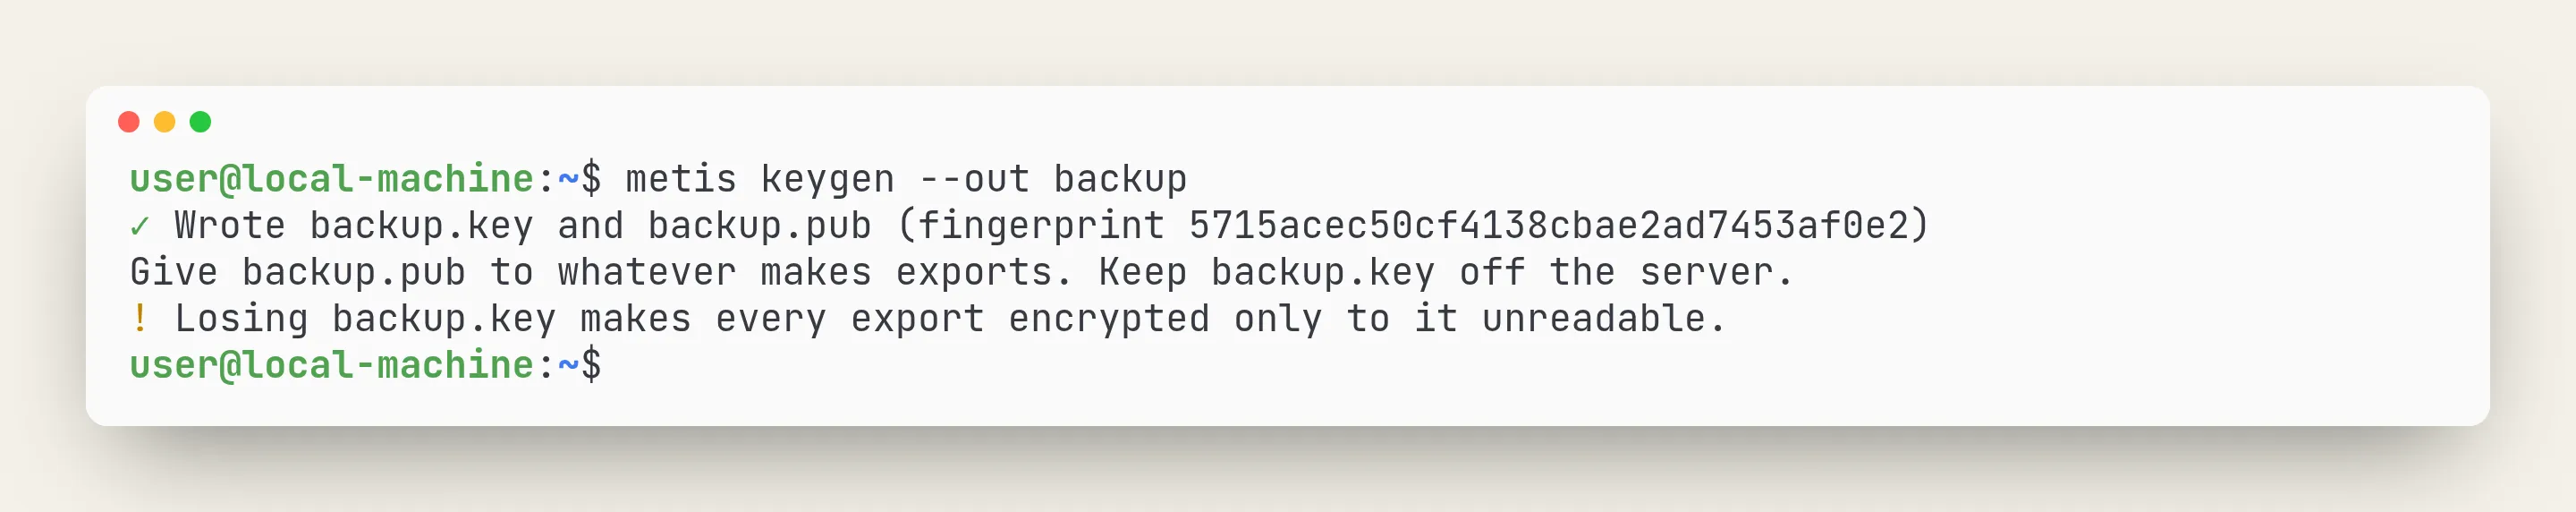 user@local-machine:~$ metis keygen --out backup
✓ Wrote backup.key and backup.pub (fingerprint 5715acec50cf4138cbae2ad7453af0e2)
Give backup.pub to whatever makes exports. Keep backup.key off the server.
! Losing backup.key makes every export encrypted only to it unreadable.
user@local-machine:~$